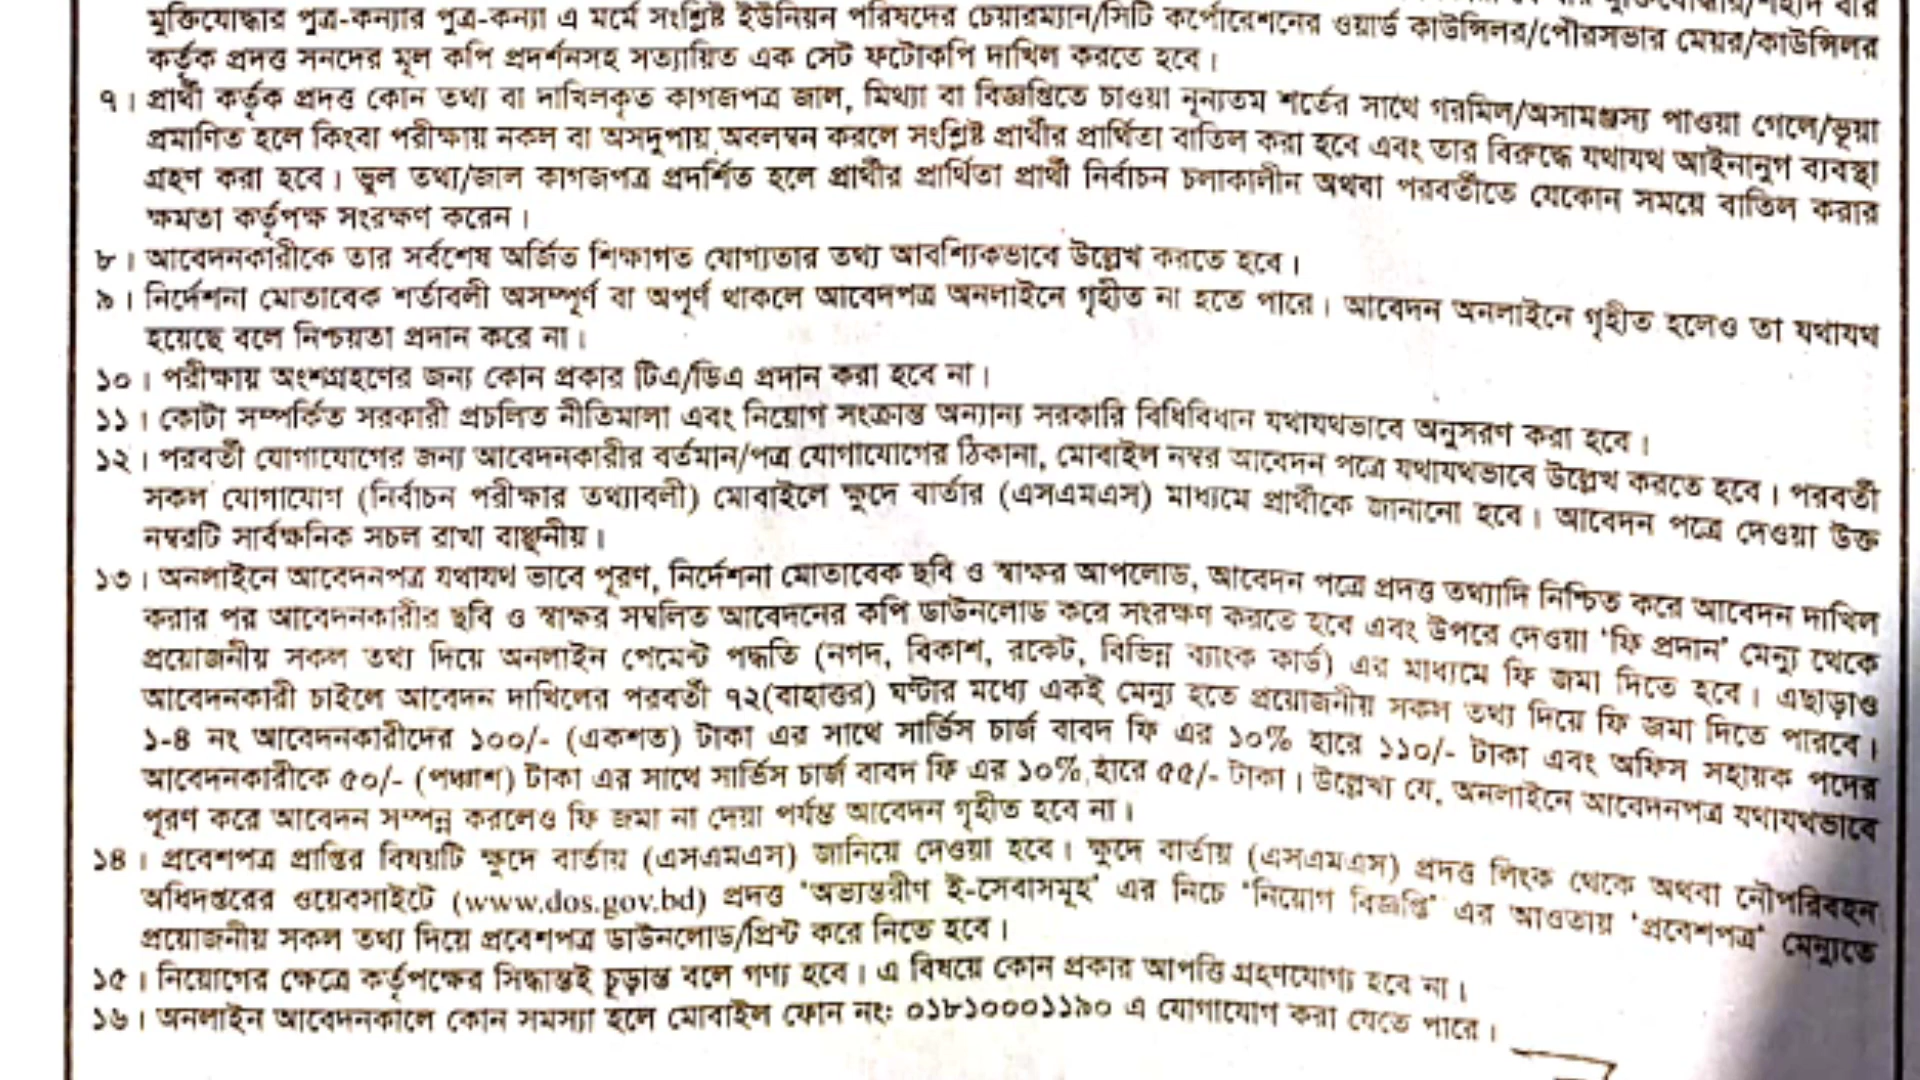 মুক্তিযোদ্ধার পুত্র-কন্যার পুত্র-কন্যা এ মর্মে সংশ্লিষ্ট ইউনিয়ন পরিষদের চেয়ারম্যান/সিটি কর্পোরেশনের ওয়ার্ড কাউন্সিলর/পৌরসভার মেয়র/কাউন্সিলর
কর্তৃক প্রদত্ত সনদের মূল কপি প্রদর্শনসহ সত্যায়িত এক সেট ফটোকপি দাখিল করতে হবে।
৭। প্রার্থী কর্তৃক প্রদত্ত কোন তথ্য বা দাখিলকৃত কাগজপত্র জাল, মিথ্যা বা বিজ্ঞপ্তিতে চাওয়া নূন্যতম শর্তের সাথে গরমিল/অসামঞ্জস্য পাওয়া গেলে/ভূয়া
প্রমাণিত হলে কিংবা পরীক্ষায় নকল বা অসদুপায় অবলম্বন করলে সংশ্লিষ্ট প্রার্থীর প্রার্থিতা বাতিল করা হবে এবং তার বিরুদ্ধে যথাযথ আইনানুগ ব্যবস্থা
গ্রহণ করা হবে। ভুল তথ্য/জাল কাগজপত্র প্রদর্শিত হলে প্রার্থীর প্রার্থিতা প্রার্থী নির্বাচন চলাকালীন অথবা পরবর্তীতে যেকোন সময়ে বাতিল করার
ক্ষমতা কর্তৃপক্ষ সংরক্ষণ করেন।
৮। আবেদনকারীকে তার সর্বশেষ অর্জিত শিক্ষাগত যোগ্যতার তথ্য আবশ্যিকভাবে উল্লেখ করতে হবে।
৯। নির্দেশনা মোতাবেক শর্তাবলী অসম্পূর্ণ বা অপূর্ণ থাকলে আবেদপত্র অনলাইনে গৃহীত না হতে পারে। আবেদন অনলাইনে গৃহীত হলেও তা যথাযথ
হয়েছে বলে নিশ্চয়তা প্রদান করে না।
১০। পরীক্ষায় অংশগ্রহণের জন্য কোন প্রকার টিএ/ডিএ প্রদান করা হবে না।
১১। কোটা সম্পর্কিত সরকারী প্রচলিত নীতিমালা এবং নিয়োগ সংক্রান্ত অন্যান্য সরকারি বিধিবিধান যথাযথভাবে অনুসরণ করা হবে।
১২। পরবর্তী যোগাযোগের জন্য আবেদনকারীর বর্তমান/পত্র যোগাযোগের ঠিকানা, মোবাইল নম্বর আবেদন পত্রে যথাযথভাবে উল্লেখ করতে হবে। পরবর্তী
সকল যোগাযোগ (নির্বাচন পরীক্ষার তথ্যাবলী) মোবাইলে ক্ষুদে বার্তার (এসএমএস) মাধ্যমে প্রার্থীকে জানানো হবে। আবেদন পত্রে দেওয়া উক্ত
নম্বরটি সার্বক্ষনিক সচল রাখা বাঞ্ছনীয়।
১৩। অনলাইনে আবেদনপত্র যথাযথ ভাবে পূরণ, নির্দেশনা মোতাবেক ছবি ও স্বাক্ষর আপলোড, আবেদন পত্রে প্রদত্ত তথ্যাদি নিশ্চিত করে আবেদন দাখিল
করার পর আবেদনকারীর ছবি ও স্বাক্ষর সম্বলিত আবেদনের কপি ডাউনলোড করে সংরক্ষণ করতে হবে এবং উপরে দেওয়া 'ফি প্রদান' মেন্যু থেকে
প্রয়োজনীয় সকল তথ্য দিয়ে অনলাইন পেমেন্ট পদ্ধতি (নগদ, বিকাশ, রকেট, বিভিন্ন ব্যাংক কার্ড) এর মাধ্যমে ফি জমা দিতে হবে। এছাড়াও
আবেদনকারী চাইলে আবেদন দাখিলের পরবর্তী ৭২(বাহাত্তর) ঘণ্টার মধ্যে একই মেন্যু হতে প্রয়োজনীয় সকল তথ্য দিয়ে ফি জমা দিতে পারবে।
১-৪ নং আবেদনকারীদের ১০০/- (একশত) টাকা এর সাথে সার্ভিস চার্জ বাবদ ফি এর ১০% হারে ১১০/- টাকা এবং অফিস সহায়ক পদের
আবেদনকারীকে ৫০/- (পঞ্চাশ) টাকা এর সাথে সার্ভিস চার্জ বাবদ ফি এর ১০% হারে ৫৫/- টাকা। উল্লেখ্য যে, অনলাইনে আবেদনপত্র যথাযথভাবে
পূরণ করে আবেদন সম্পন্ন করলেও ফি জমা না দেয়া পর্যন্ত আবেদন গৃহীত হবে না।
১৪। প্রবেশপত্র প্রাপ্তির বিষয়টি ক্ষুদে বার্তায় (এসএমএস) জানিয়ে দেওয়া হবে। ক্ষুদে বার্তায় (এসএমএস) প্রদত্ত লিংক থেকে অথবা নৌপরিবহন
অধিদপ্তরের ওয়েবসাইটে (www.dos.gov.bd) প্রদত্ত 'অভ্যন্তরীণ ই-সেবাসমূহ' এর নিচে 'নিয়োগ বিজ্ঞপ্তি' এর আওতায় 'প্রবেশপত্র' মেন্যুতে
প্রয়োজনীয় সকল তথ্য দিয়ে প্রবেশপত্র ডাউনলোড/প্রিন্ট করে নিতে হবে।
১৫। নিয়োগের ক্ষেত্রে কর্তৃপক্ষের সিদ্ধান্তই চূড়ান্ত বলে গণ্য হবে। এ বিষয়ে কোন প্রকার আপত্তি গ্রহণযোগ্য হবে না।
১৬। অনলাইন আবেদনকালে কোন সমস্যা হলে মোবাইল ফোন নং: ০১৮১০০০১১৯০ এ যোগাযোগ করা যেতে পারে।